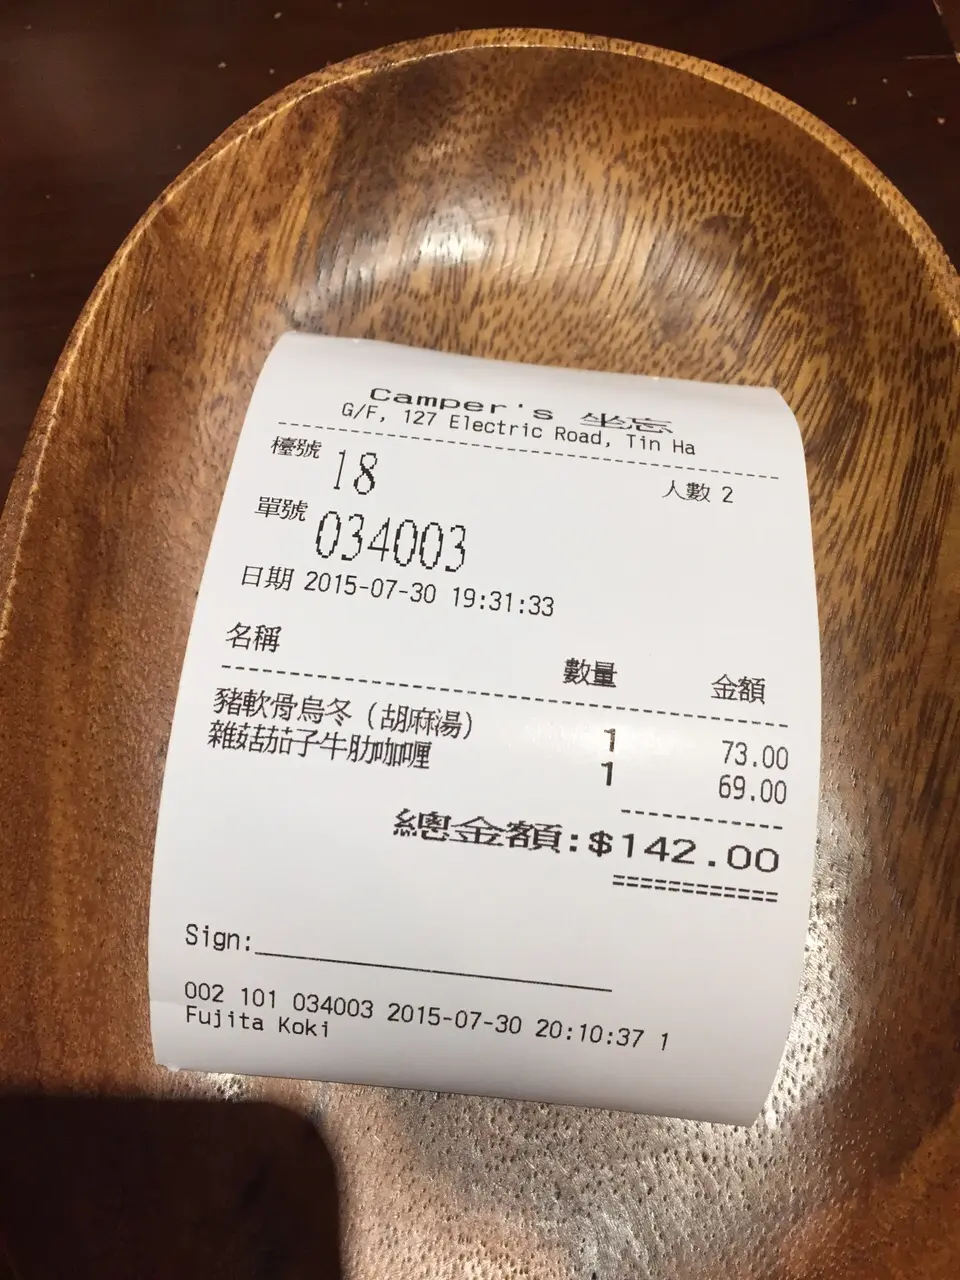 Camper's 坐忘
G/F, 127 Electric Road, Tin Ha
檯號 18 人數 2
單號 034003
日期 2015-07-30 19:31:33
名稱 數量 金額
豬軟骨烏冬 (胡麻湯) 1 73.00
雜菇茄子牛肋咖喱 1 69.00
總金額:$142.00
Sign:
002 101 034003 2015-07-30 20:10:37 1
Fujita Koki